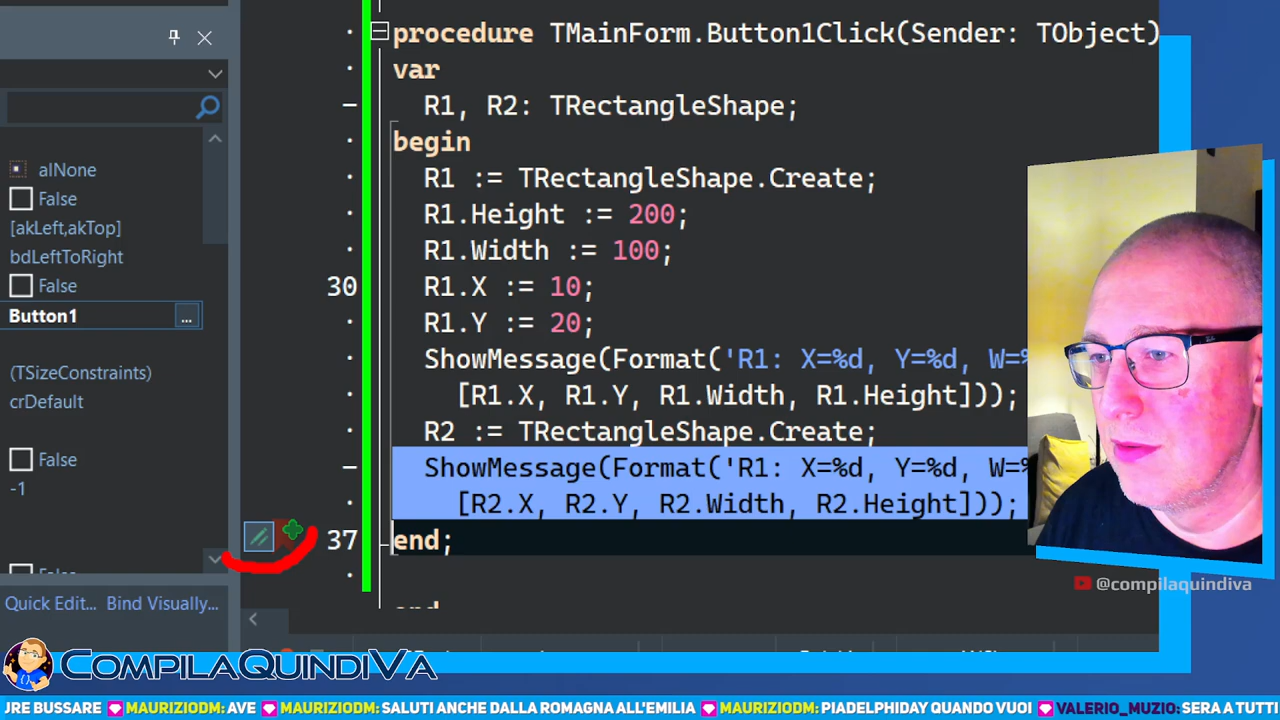 procedure TMainForm.Button1Click(Sender: TObject)
var
R1, R2: TRectangleShape;
begin
R1 := TRectangleShape.Create;
R1.Height := 200;
R1.Width := 100;
30 R1.X := 10;
R1.Y := 20;
ShowMessage(Format('R1: X=%d, Y=%d, W=%
[R1.X, R1.Y, R1.Width, R1.Height]));
R2 := TRectangleShape.Create;
ShowMessage(Format('R1: X=%d, Y=%d, W=%
[R2.X, R2.Y, R2.Width, R2.Height]));
37 end;
alNone
False
[akLeft,akTop]
bdLeftToRight
False
Button1 ...
(TSizeConstraints)
crDefault
False
-1
Quick Edit... Bind Visually...
@compilaquindiva
COMPILAQUINDIVA
JRE BUSSARE MAURIZIODM: AVE MAURIZIODM: SALUTI ANCHE DALLA ROMAGNA ALL'EMILIA MAURIZIODM: PIADELPHIDAY QUANDO VUOI VALERIO_MUZIO: SERA A TUTTI